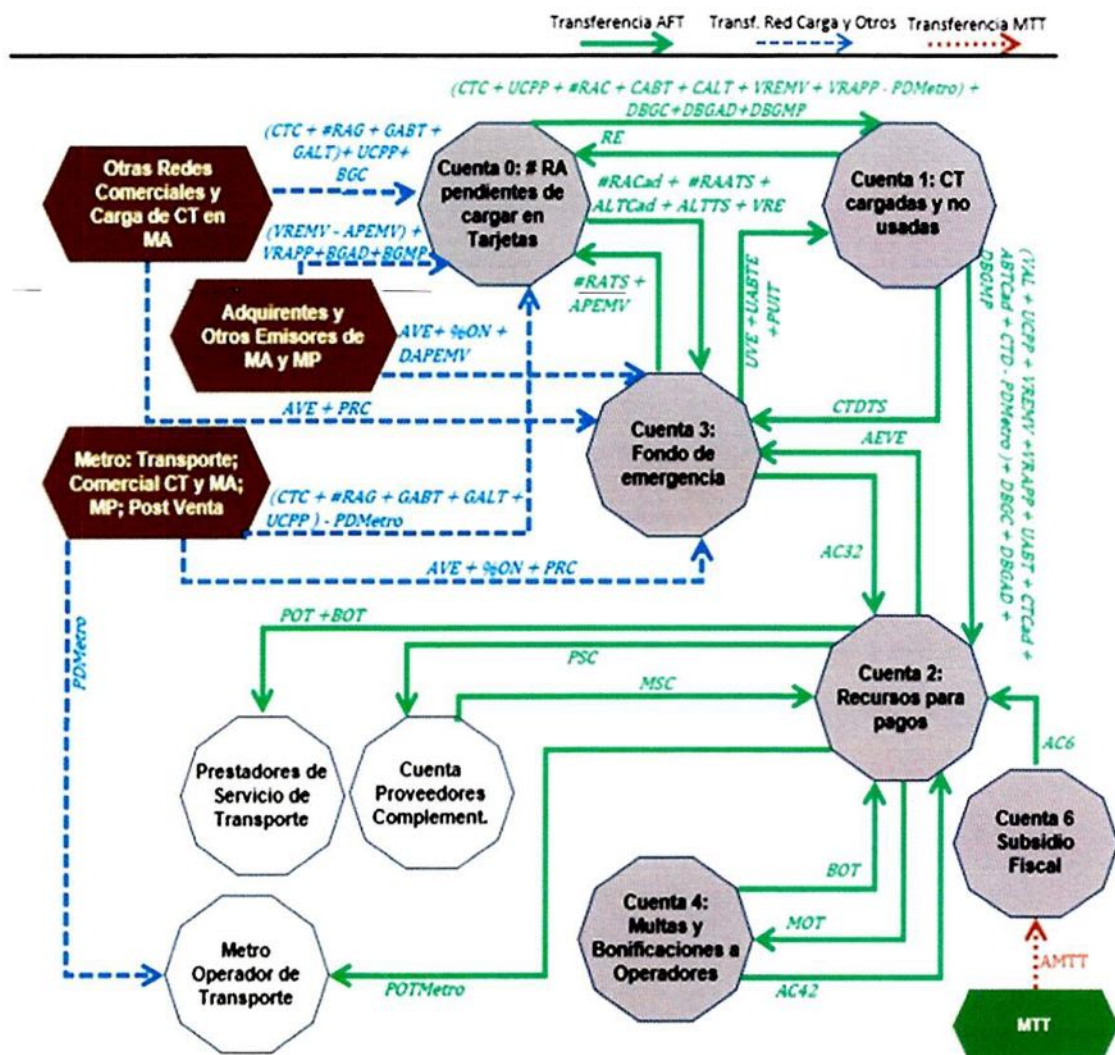 Transferencia AFT
Transf. Red Carga y Otros
Transferencia MTT
(CTC + UCPP + #RAC + CABT + CALT + VREMV + VRAPP - PDMetro) +
DBGC+DBGAD+DBGMP
(CTC + #RAG + GABT +
GALT)+ UCPP+
BGC
RE
Otras Redes
Comerciales y
Carga de CT en
MA
Cuenta 0: # RA
pendientes de
cargar en
Tarjetas
#RACad + #RAATS +
ALTCad + ALTTS + VRE
Cuenta 1: CT
cargadas y no
usadas
(VREMV - APEMV) +
VRAPP+BGAD+BGMP
#RATS +
APEMV
UVE +UABTE
+PUIT
(VAL + UCPP + VREMV +VRAPP + UABT + CTCad +
ABTCad + CTD - PDMetro ) + DBGC + DBGAD +
DBGMP
Adquirentes y
Otros Emisores de
MA y MP
AVE+ %ON +
DAPEMV
AVE + PRC
CTDTS
Cuenta 3:
Fondo de
emergencia
AEVE
Metro: Transporte;
Comercial CT y MA;
MP; Post Venta
(CTC + #RAG + GABT + GALT +
UCPP ) - PDMetro
AC32
AVE + %ON + PRC
POT +BOT
PDMetro
PSC
MSC
Cuenta 2:
Recursos para
pagos
AC6
Prestadores de
Servicio de
Transporte
Cuenta
Proveedores
Complement.
Cuenta 6
Subsidio
Fiscal
BOT
Cuenta 4:
Multas y
Bonificaciones a
Operadores
MOT
Metro
Operador de
Transporte
POTMetro
AC42
AMTT
MTT